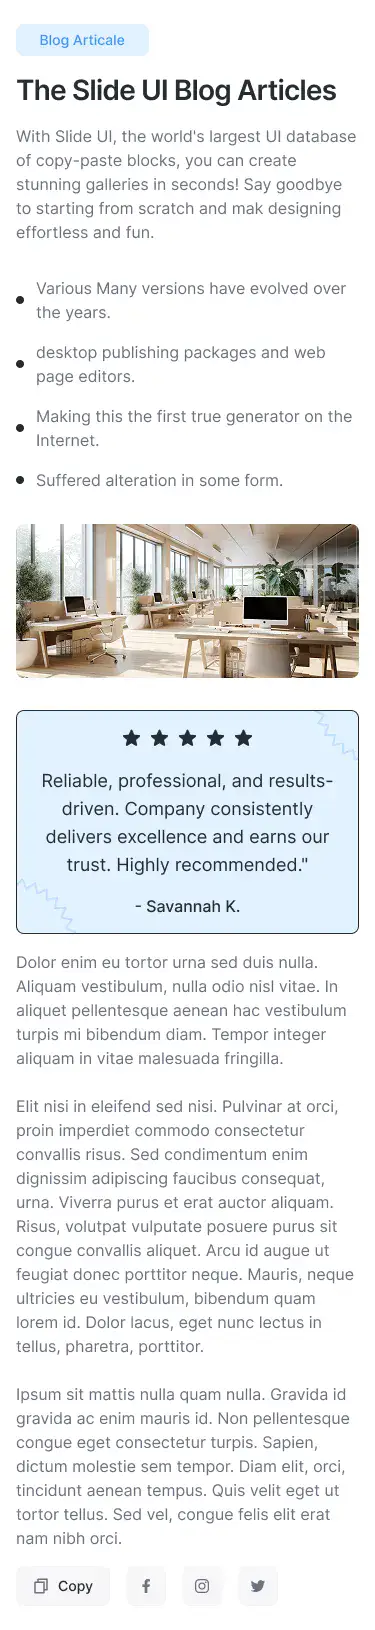 Blog Articale
The Slide UI Blog Articles
With Slide UI, the world's largest UI database
of copy-paste blocks, you can create
stunning galleries in seconds! Say goodbye
to starting from scratch and mak designing
effortless and fun.
Various Many versions have evolved over
the years.
desktop publishing packages and web
page editors.
Making this the first true generator on the
Internet.
Suffered alteration in some form.
Reliable, professional, and results-
driven. Company consistently
delivers excellence and earns our
trust. Highly recommended."
- Savannah K.
Dolor enim eu tortor urna sed duis nulla.
Aliquam vestibulum, nulla odio nisl vitae. In
aliquet pellentesque aenean hac vestibulum
turpis mi bibendum diam. Tempor integer
aliquam in vitae malesuada fringilla.
Elit nisi in eleifend sed nisi. Pulvinar at orci,
proin imperdiet commodo consectetur
convallis risus. Sed condimentum enim
dignissim adipiscing faucibus consequat,
urna. Viverra purus et erat auctor aliquam.
Risus, volutpat vulputate posuere purus sit
congue convallis aliquet. Arcu id augue ut
feugiat donec porttitor neque. Mauris, neque
ultricies eu vestibulum, bibendum quam
lorem id. Dolor lacus, eget nunc lectus in
tellus, pharetra, porttitor.
Ipsum sit mattis nulla quam nulla. Gravida id
gravida ac enim mauris id. Non pellentesque
congue eget consectetur turpis. Sapien,
dictum molestie sem tempor. Diam elit, orci,
tincidunt aenean tempus. Quis velit eget ut
tortor tellus. Sed vel, congue felis elit erat
nam nibh orci.
Copy